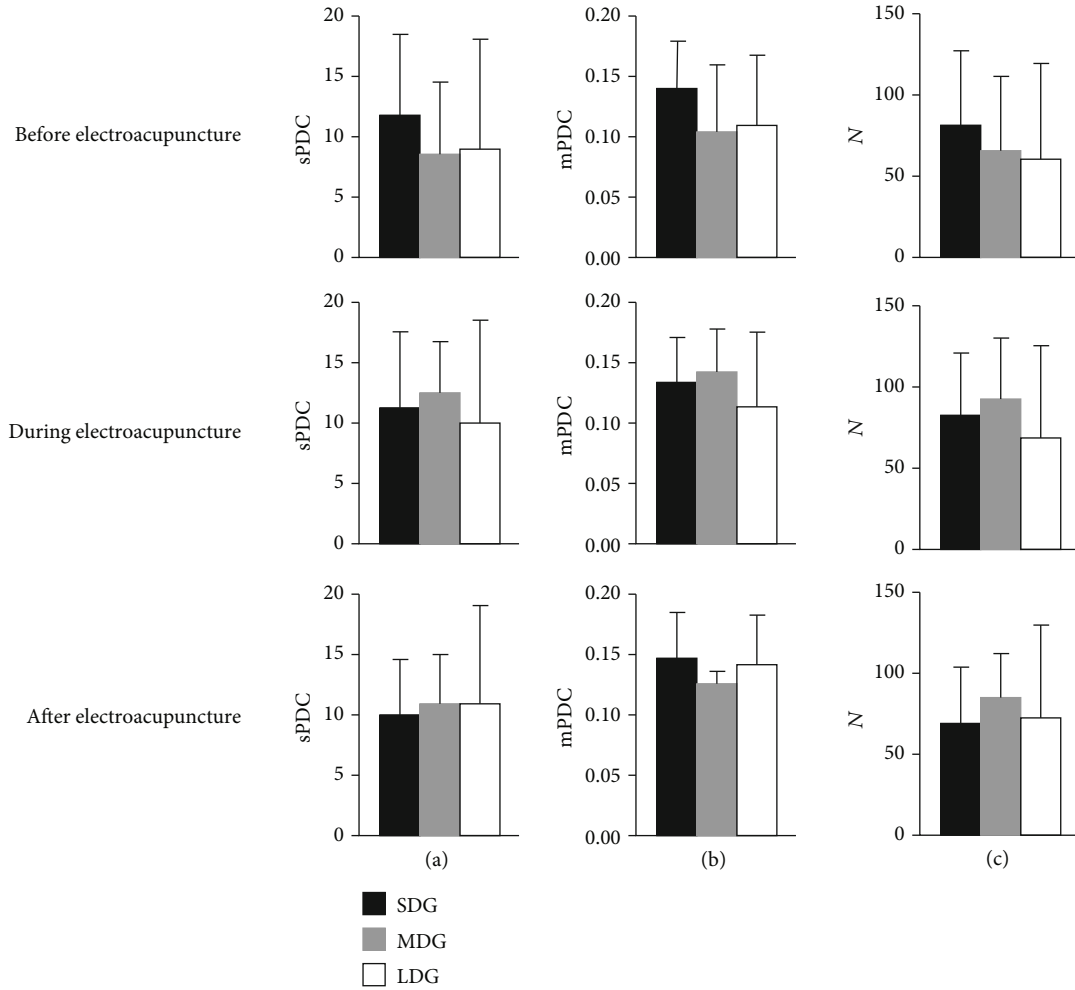 Before electroacupuncture
sPDC
20
15
10
5
0
mPDC
0.20
0.15
0.10
0.05
0.00
N
150
100
50
0
During electroacupuncture
sPDC
20
15
10
5
0
mPDC
0.20
0.15
0.10
0.05
0.00
N
150
100
50
0
After electroacupuncture
sPDC
20
15
10
5
0
mPDC
0.20
0.15
0.10
0.05
0.00
N
150
100
50
0
(a)
(b)
(c)
SDG
MDG
LDG